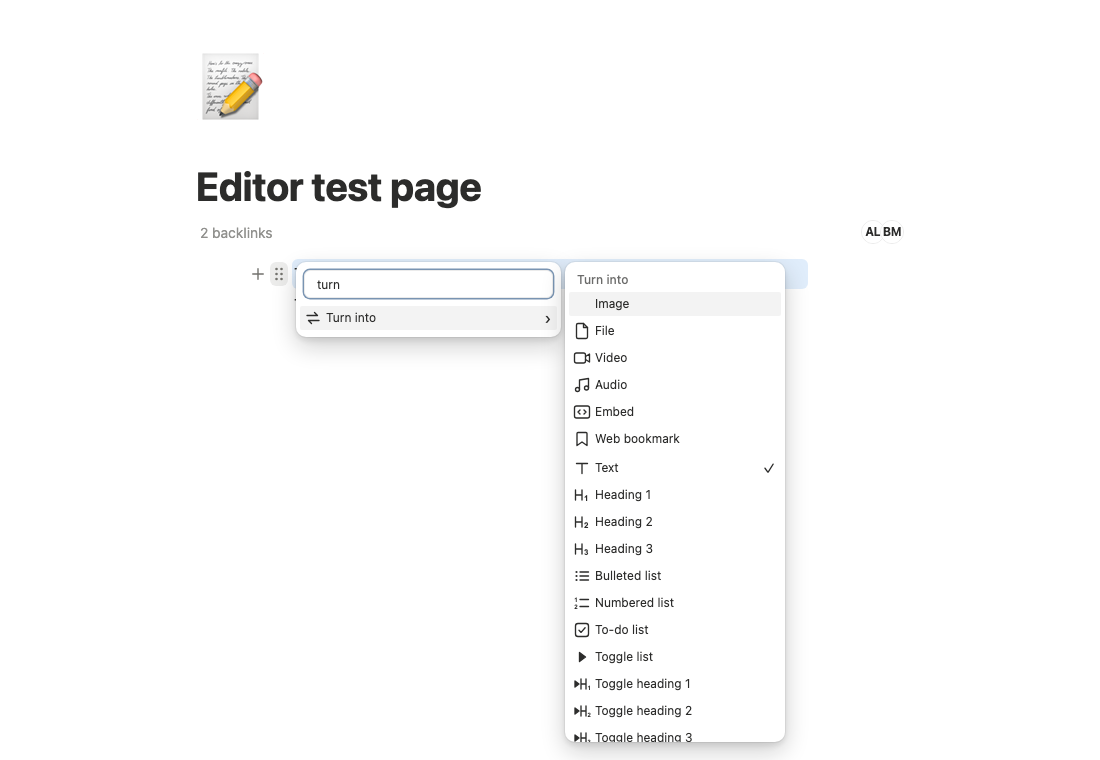 Editor test page
2 backlinks
AL BM
turn
Turn into
Turn into
Image
File
Video
Audio
Embed
Web bookmark
Text
Heading 1
Heading 2
Heading 3
Bulleted list
Numbered list
To-do list
Toggle list
Toggle heading 1
Toggle heading 2
Toggle heading 3